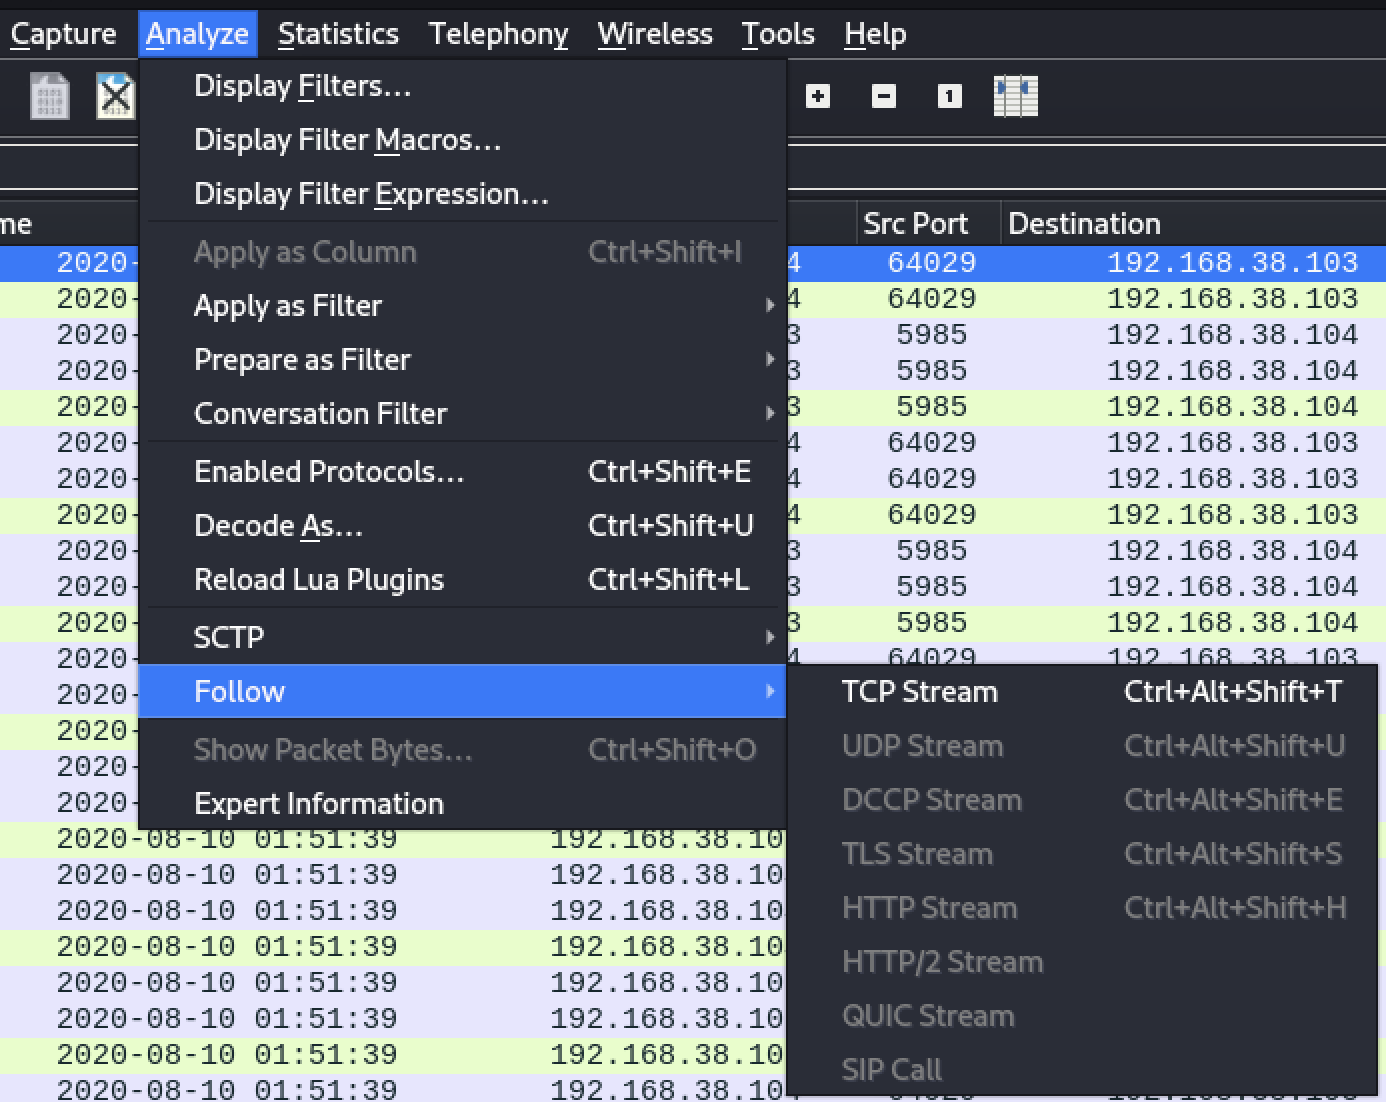 Capture Analyze Statistics Telephony Wireless Tools Help
Display Filters...
Display Filter Macros...
Display Filter Expression...
Apply as Column Ctrl+Shift+I
Apply as Filter
Prepare as Filter
Conversation Filter
Enabled Protocols... Ctrl+Shift+E
Decode As... Ctrl+Shift+U
Reload Lua Plugins Ctrl+Shift+L
SCTP
Follow
Show Packet Bytes... Ctrl+Shift+O
Expert Information
TCP Stream Ctrl+Alt+Shift+T
UDP Stream Ctrl+Alt+Shift+U
DCCP Stream Ctrl+Alt+Shift+E
TLS Stream Ctrl+Alt+Shift+S
HTTP Stream Ctrl+Alt+Shift+H
HTTP/2 Stream
QUIC Stream
SIP Call
me Src Port Destination
2020- 4 64029 192.168.38.103
2020- 4 64029 192.168.38.103
2020- 3 5985 192.168.38.104
2020- 3 5985 192.168.38.104
2020- 3 5985 192.168.38.104
2020- 4 64029 192.168.38.103
2020- 4 64029 192.168.38.103
2020- 4 64029 192.168.38.103
2020- 3 5985 192.168.38.104
2020- 3 5985 192.168.38.104
2020- 3 5985 192.168.38.104
2020- 4 64029 192.168.38.103
2020-
2020-
2020-
2020-
2020-08-10 01:51:39 192.168.38.10
2020-08-10 01:51:39 192.168.38.10
2020-08-10 01:51:39 192.168.38.10
2020-08-10 01:51:39 192.168.38.10
2020-08-10 01:51:39 192.168.38.10
2020-08-10 01:51:39 192.168.38.10
2020-08-10 01:51:39 192.168.38.10
2020-08-10 01:51:39 192.168.38.10